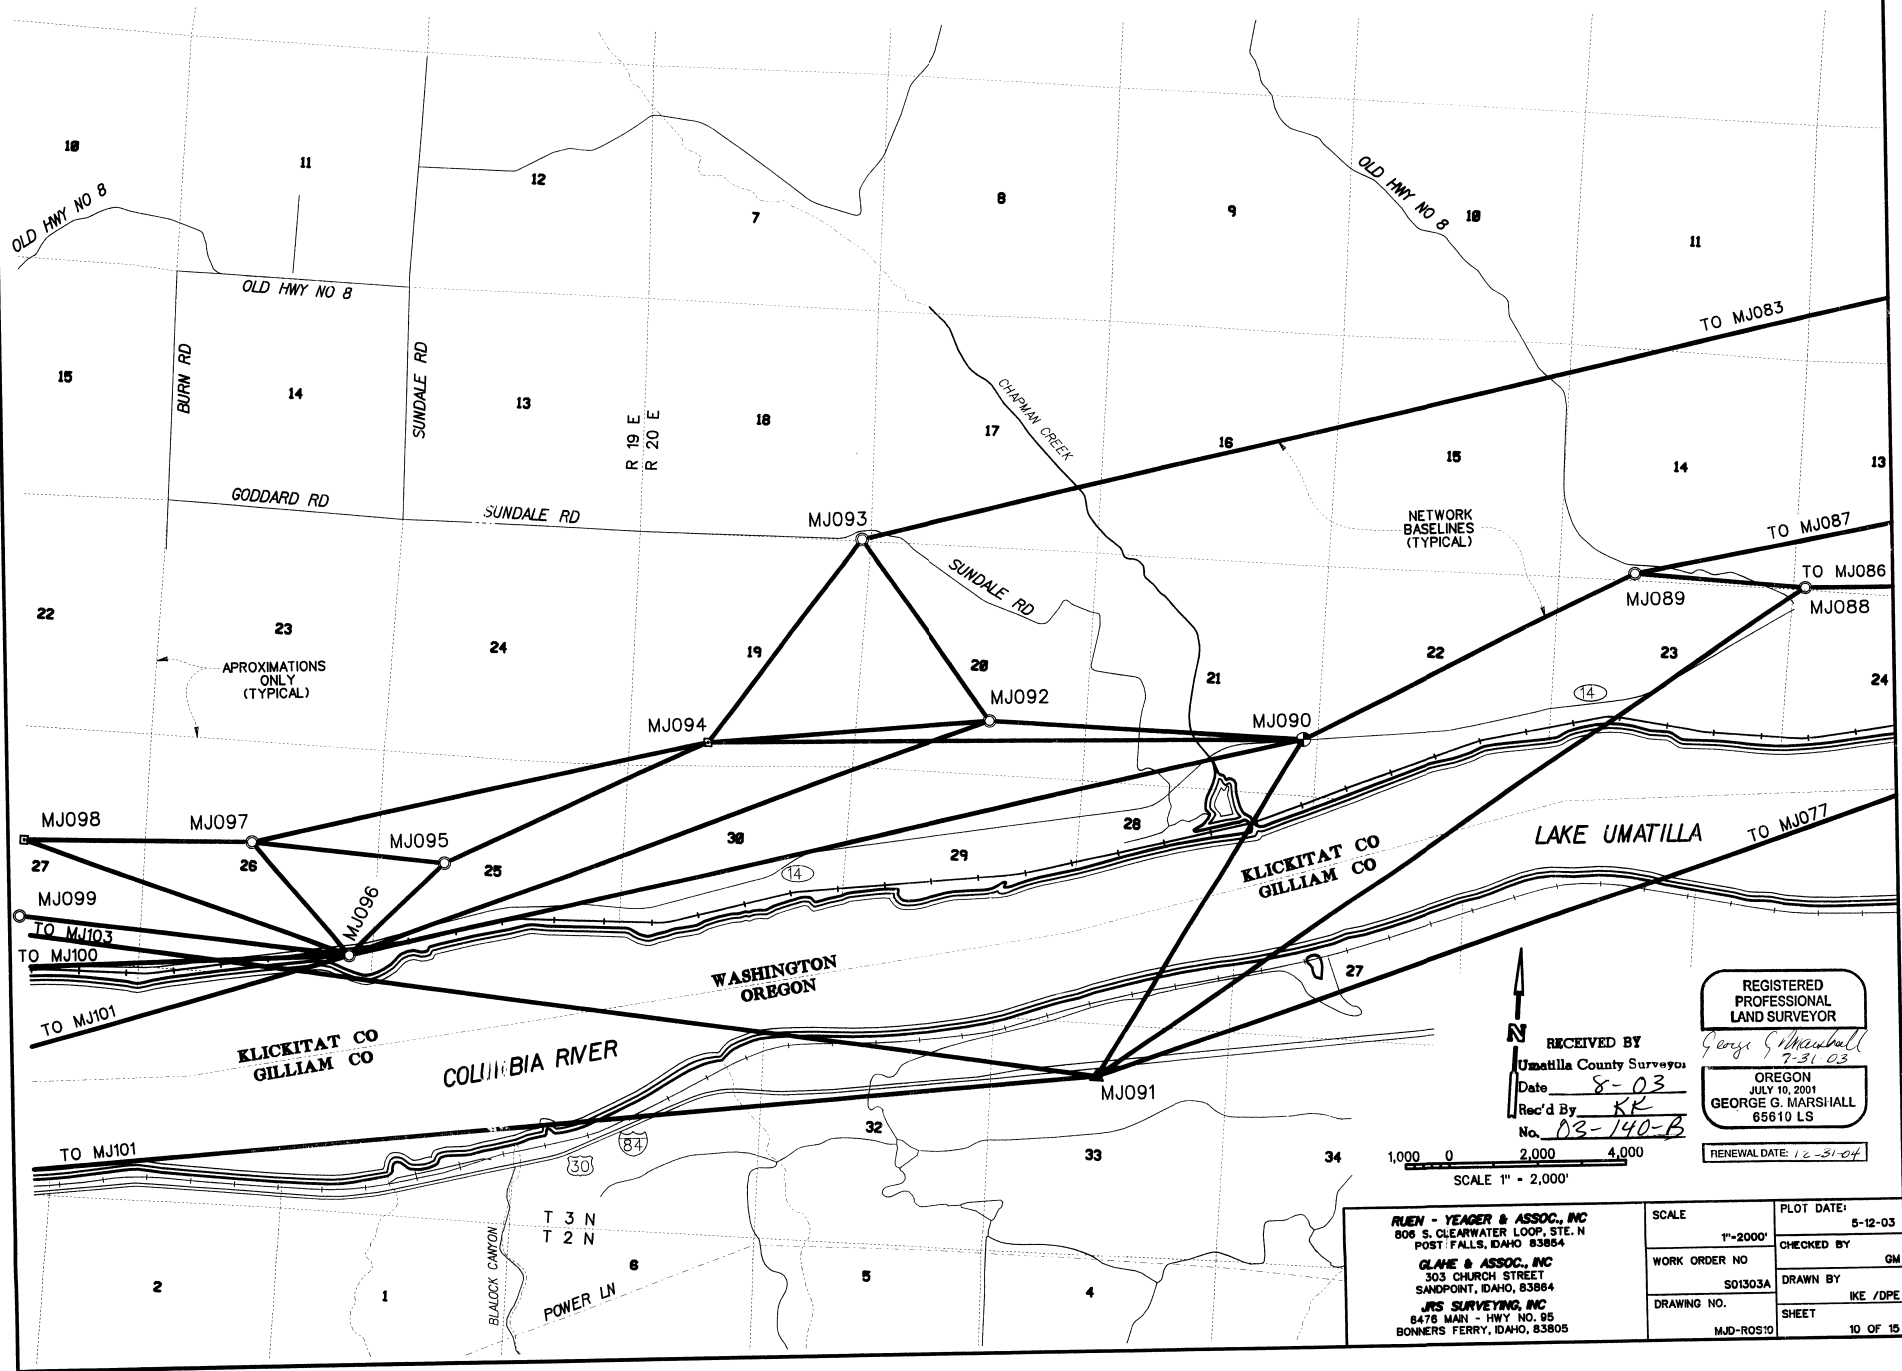 10
11
12
7
8
9
10
11
OLD HWY NO 8
OLD HWY NO 8
OLD HWY NO 8
TO MJ083
15
14
13
18
17
16
15
14
13
BURN RD
SUNDALE RD
R 19 E
R 20 E
CHAPMAN CREEK
GODDARD RD
SUNDALE RD
MJ093
NETWORK
BASELINES
(TYPICAL)
TO MJ087
SUNDALE RD
TO MJ086
MJ089
MJ088
22
23
24
19
20
21
22
23
24
APROXIMATIONS
ONLY
(TYPICAL)
MJ094
MJ092
MJ090
14
MJ098
MJ097
MJ095
27
26
25
30
29
28
14
LAKE UMATILLA
TO MJ077
KLICKITAT CO
GILLIAM CO
MJ099
MJ096
TO MJ103
TO MJ100
TO MJ101
WASHINGTON
OREGON
27
KLICKITAT CO
GILLIAM CO
COLUMBIA RIVER
MJ091
TO MJ101
84
30
32
33
34
T 3 N
T 2 N
2
1
6
5
4
BLALOCK CANYON
POWER LN
N
RECEIVED BY
Umatilla County Surveyor
Date 8-03
Rec'd By KK
No. 03-140-B
REGISTERED
PROFESSIONAL
LAND SURVEYOR
George G Marshall
7-31-03
OREGON
JULY 10, 2001
GEORGE G. MARSHALL
65610 LS
RENEWAL DATE: 12-31-04
1,000 0 2,000 4,000
SCALE 1" = 2,000'
RUEN - YEAGER & ASSOC., INC
806 S. CLEARWATER LOOP, STE. N
POST FALLS, IDAHO 83854
GLAHE & ASSOC., INC
303 CHURCH STREET
SANDPOINT, IDAHO, 83864
JRS SURVEYING, INC
6476 MAIN - HWY NO. 95
BONNERS FERRY, IDAHO, 83805
SCALE
1"=2000'
WORK ORDER NO
S01303A
DRAWING NO.
MJD-ROS10
PLOT DATE:
5-12-03
CHECKED BY
GM
DRAWN BY
IKE /DPE
SHEET
10 OF 15